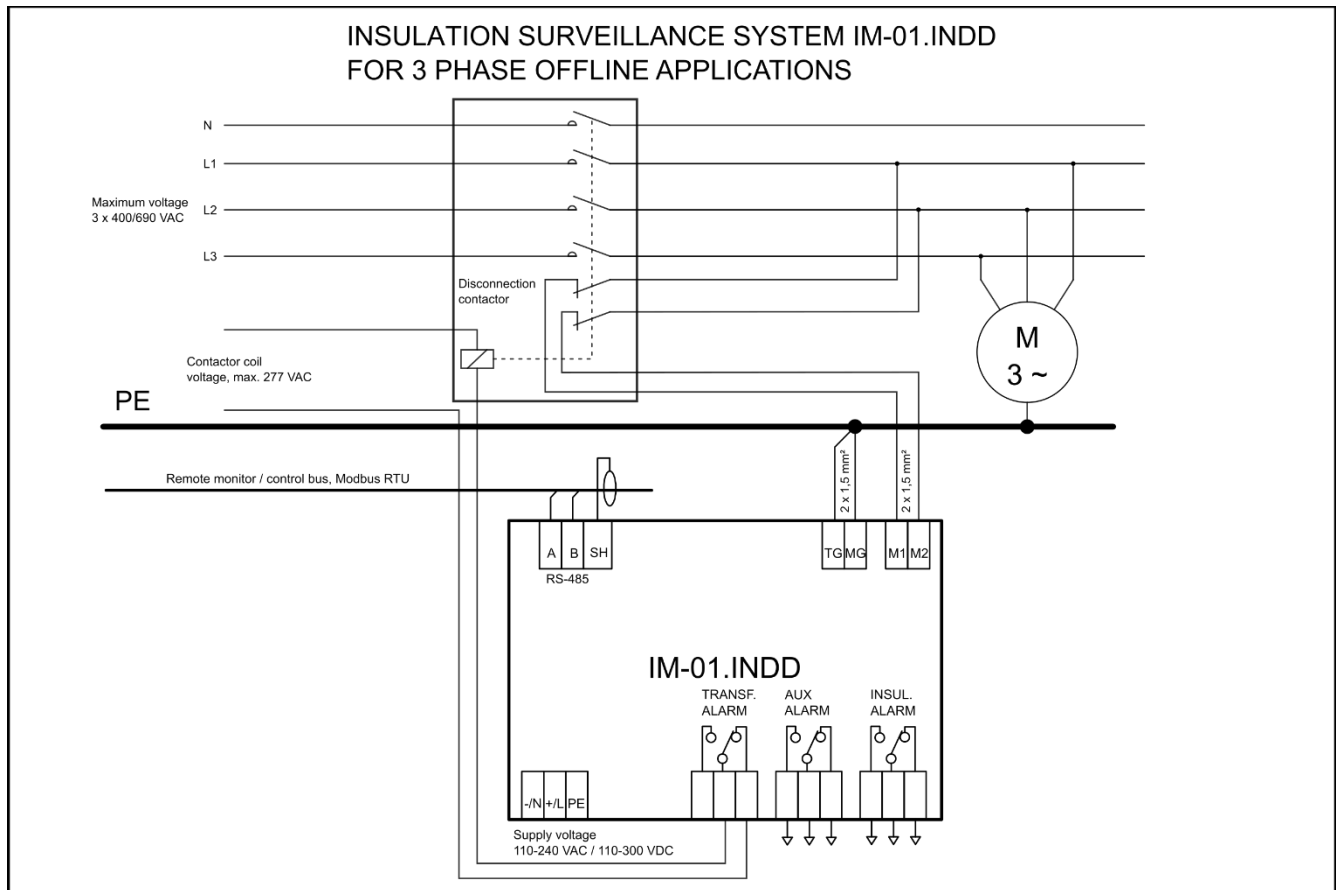 INSULATION SURVEILLANCE SYSTEM IM-01.INDD
FOR 3 PHASE OFFLINE APPLICATIONS
N
L1
Maximum voltage
3 x 400/690 VAC
L2
L3
Disconnection
contactor
M
3 ~
Contactor coil
voltage, max. 277 VAC
PE
Remote monitor / control bus, Modbus RTU
2 x 1,5 mm²
2 x 1,5 mm²
A B SH
TG MG M1 M2
RS-485
IM-01.INDD
TRANSF.
ALARM
AUX
ALARM
INSUL.
ALARM
-/N +/L PE
Supply voltage
110-240 VAC / 110-300 VDC